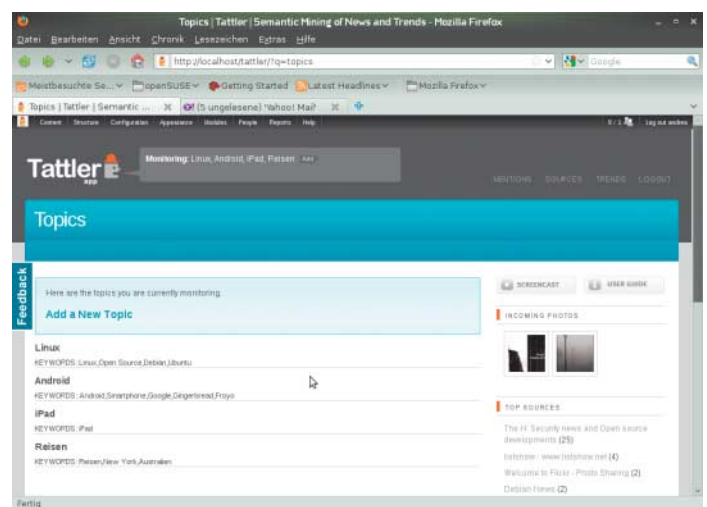 Topics | Tattler | Semantic Mining of News and Trends - Mozilla Firefox
Datei Bearbeiten Ansicht Chronik Lesezeichen Extras Hilfe
http://localhost/tattler/?q=topics
Google
Meistbesuchte Se... openSUSE Getting Started Latest Headlines Mozilla Firefox
Topics | Tattler | Semantic ... (5 ungelesene) Yahoo! Mail
Content Structure Configuration Appearance Modules People Reports Help
Log out andrea
Tattler app
Monitoring: Linux, Android, iPad, Reisen Add
MENTIONS SOURCES TRENDS LOGOUT
Topics
Feedback
Here are the topics you are currently monitoring.
Add a New Topic
Linux
KEYWORDS: Linux,Open Source,Debian,Ubuntu
Android
KEYWORDS: Android,Smartphone,Google,Gingerbread,Froyo
iPad
KEYWORDS: iPad
Reisen
KEYWORDS: Reisen,New York,Australien
SCREENCAST USER GUIDE
INCOMING PHOTOS
TOP SOURCES
The H: Security news and Open source
developments (25)
(4)
Welcome to Flickr - Photo Sharing (2)
Debian News (2)
Fertig